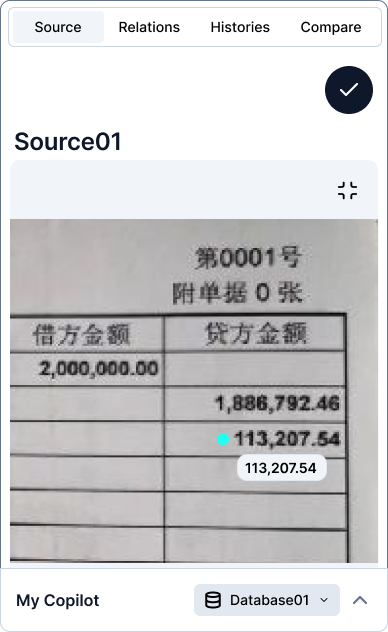 Source Relations Histories Compare
Source01
第0001号
附单据 0 张
借方金额 贷方金额
2,000,000.00
1,886,792.46
113,207.54
113,207.54
My Copilot Database01